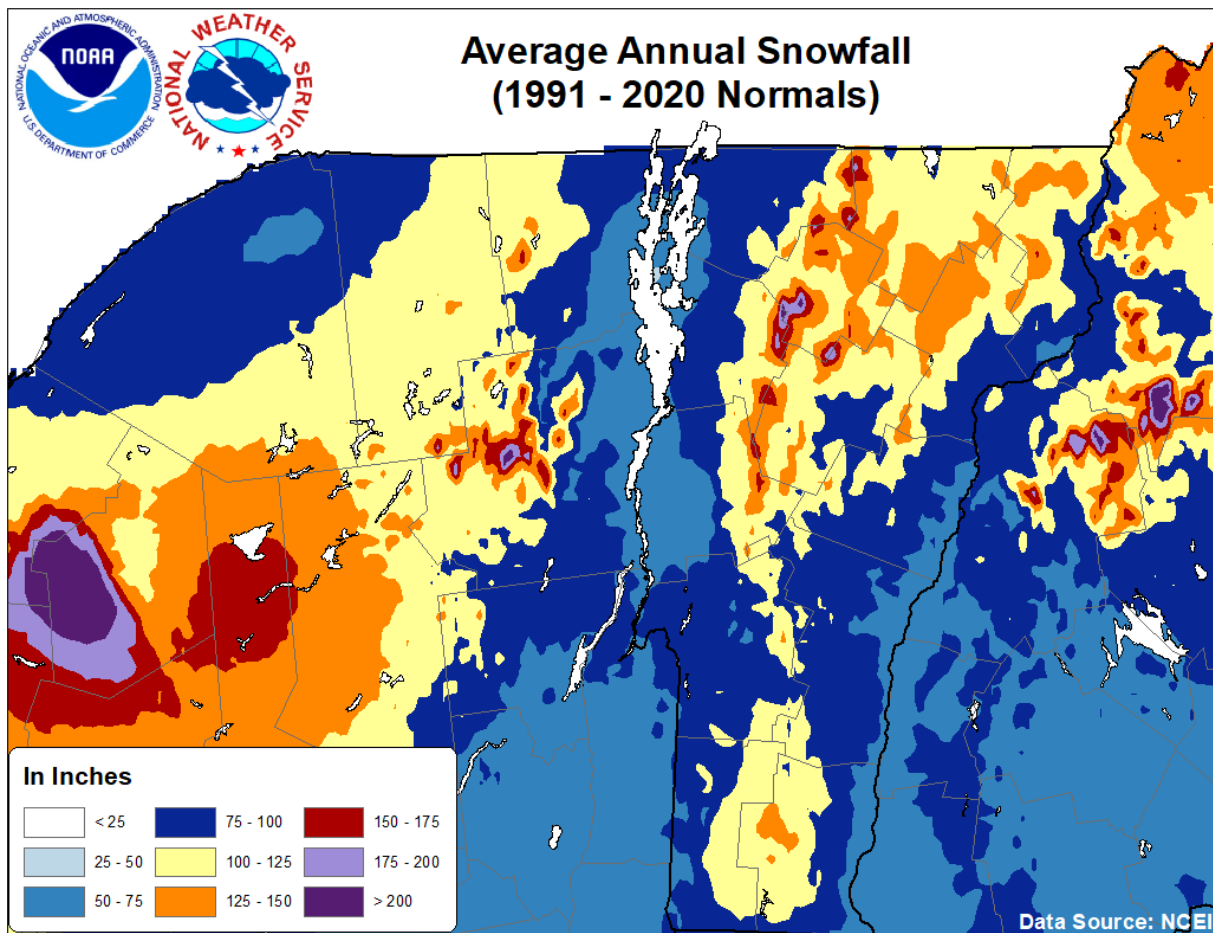 NATIONAL OCEANIC AND ATMOSPHERIC ADMINISTRATION
NOAA
U.S. DEPARTMENT OF COMMERCE
NATIONAL WEATHER SERVICE
Average Annual Snowfall
(1991 - 2020 Normals)
In Inches
< 25
75 - 100
150 - 175
25 - 50
100 - 125
175 - 200
50 - 75
125 - 150
> 200
Data Source: NCEI